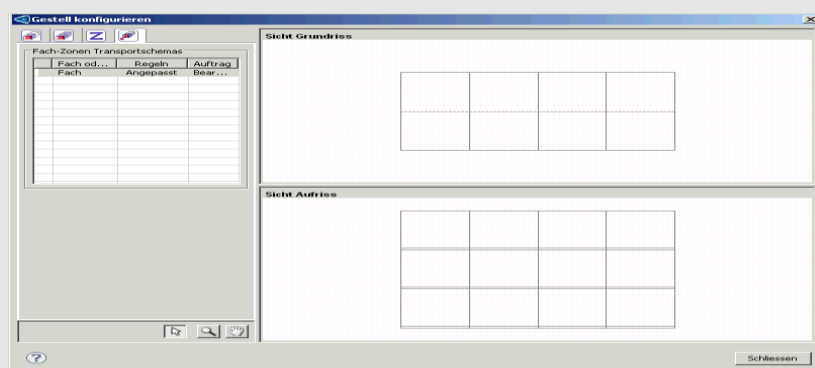 Gestell konfigurieren
Z
Fach-Zonen Transportschemas
Fach od... Regeln Auftrag
Fach Angepasst Bear...
Sicht Grundriss
Sicht Aufriss
?
Schliessen